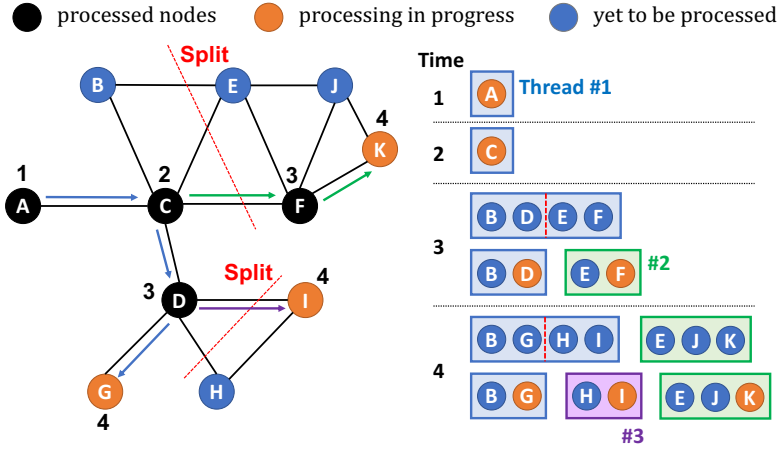 processed nodes processing in progress yet to be processed
Split
B E J
4
K
1 2 3
A C F
Split
3 D 4 I
G H
4
Time
1 A Thread #1
2 C
3
B D E F
B D E F #2
4
B G H I E J K
B G H I E J K
#3